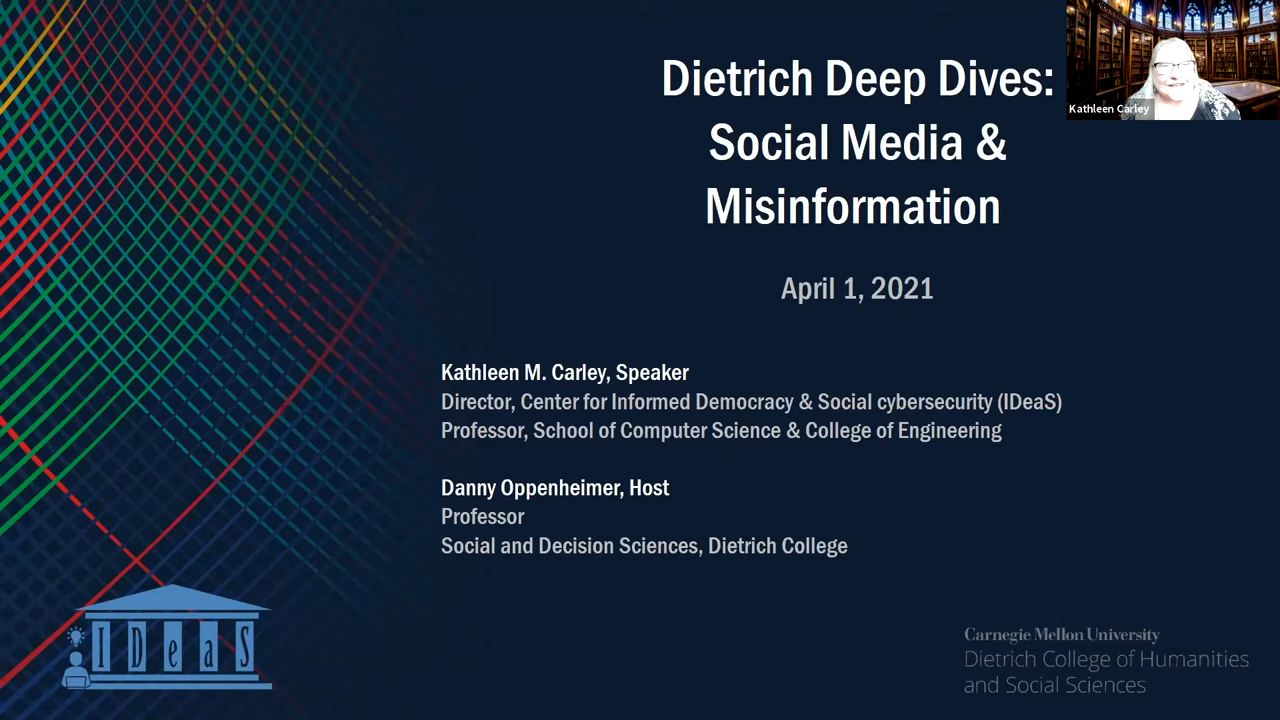 Dietrich Deep Dives:
Social Media &
Misinformation
Kathleen Carley
April 1, 2021
Kathleen M. Carley, Speaker
Director, Center for Informed Democracy & Social cybersecurity (IDeaS)
Professor, School of Computer Science & College of Engineering
Danny Oppenheimer, Host
Professor
Social and Decision Sciences, Dietrich College
IDeaS
Carnegie Mellon University
Dietrich College of Humanities
and Social Sciences